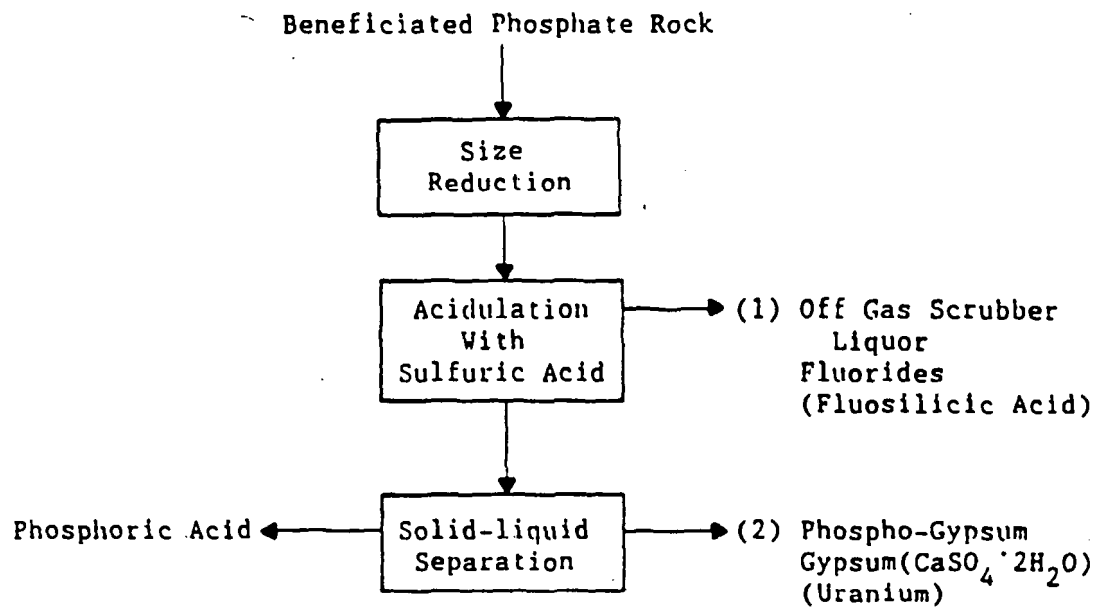 Beneficiated Phosphate Rock
Size
Reduction
Acidulation
With
Sulfuric Acid
(1) Off Gas Scrubber
Liquor
Fluorides
(Fluosilicic Acid)
Phosphoric Acid
Solid-liquid
Separation
(2) Phospho-Gypsum
Gypsum(CaSO₄·2H₂O)
(Uranium)